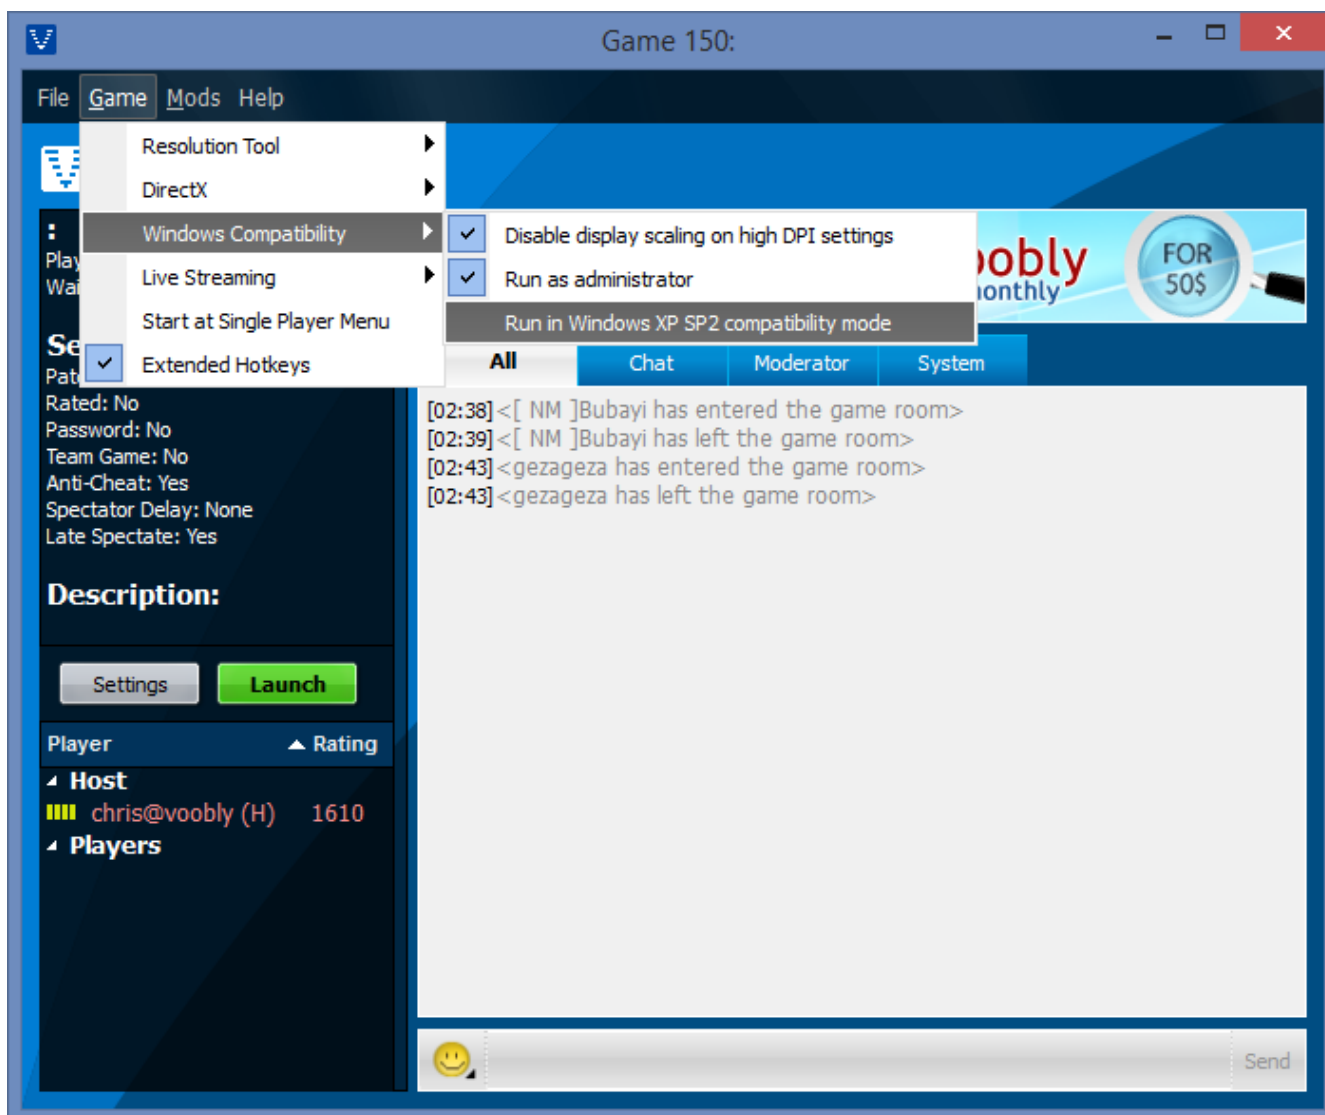 Game 150:
File Game Mods Help
Resolution Tool
DirectX
Windows Compatibility
Live Streaming
Start at Single Player Menu
Extended Hotkeys
Disable display scaling on high DPI settings
Run as administrator
Run in Windows XP SP2 compatibility mode
FOR
50$
:
Rated: No
Password: No
Team Game: No
Anti-Cheat: Yes
Spectator Delay: None
Late Spectate: Yes
Description:
Settings Launch
Player Rating
Host
chris@voobly (H) 1610
Players
All Chat Moderator System
[02:38] <[ NM ]Bubayi has entered the game room>
[02:39] <[ NM ]Bubayi has left the game room>
[02:43] <gezageza has entered the game room>
[02:43] <gezageza has left the game room>
Send